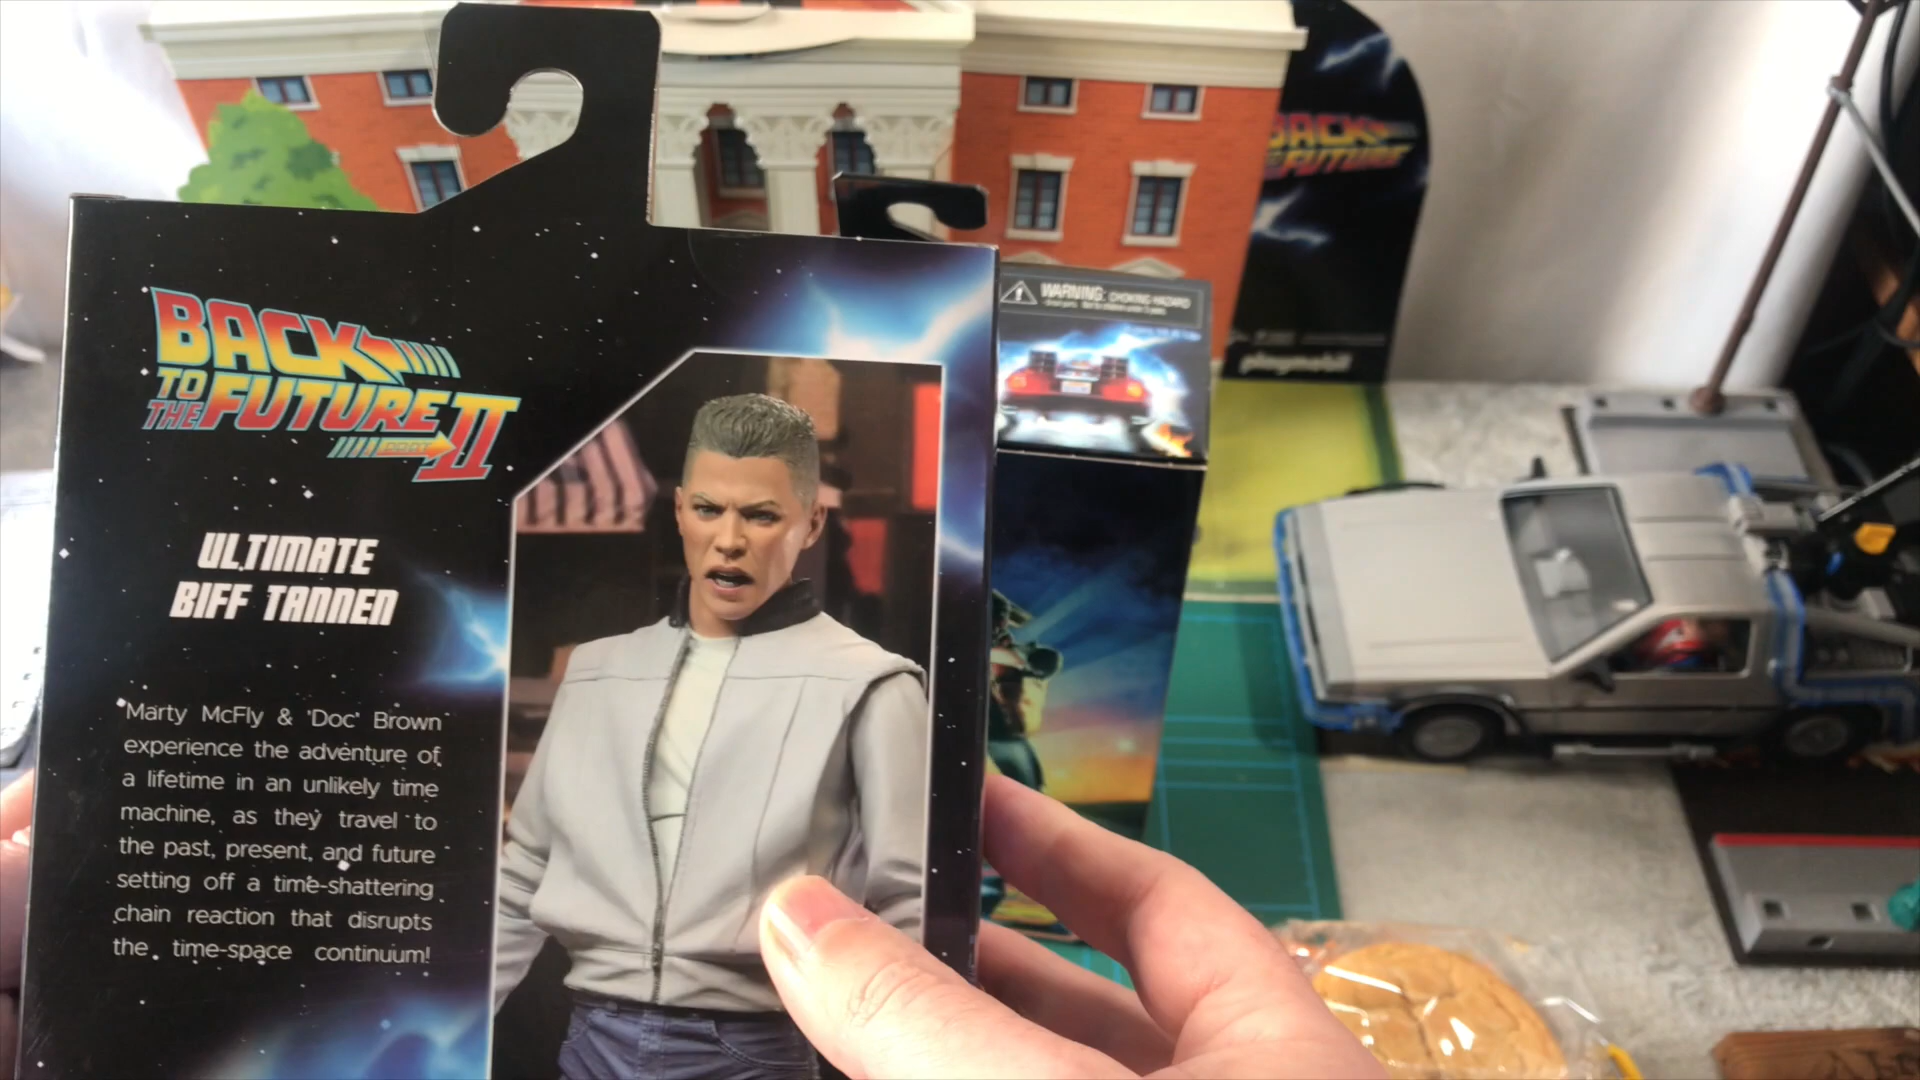 BACK
TO
THE FUTURE II
PART
ULTIMATE
BIFF TANNEN
Marty McFly & 'Doc' Brown
experience the adventure of
a lifetime in an unlikely time
machine, as they travel to
the past, present, and future
setting off a time-shattering
chain reaction that disrupts
the time-space continuum!
WARNING: CHOKING HAZARD
BACK
FUTURE
playmobil